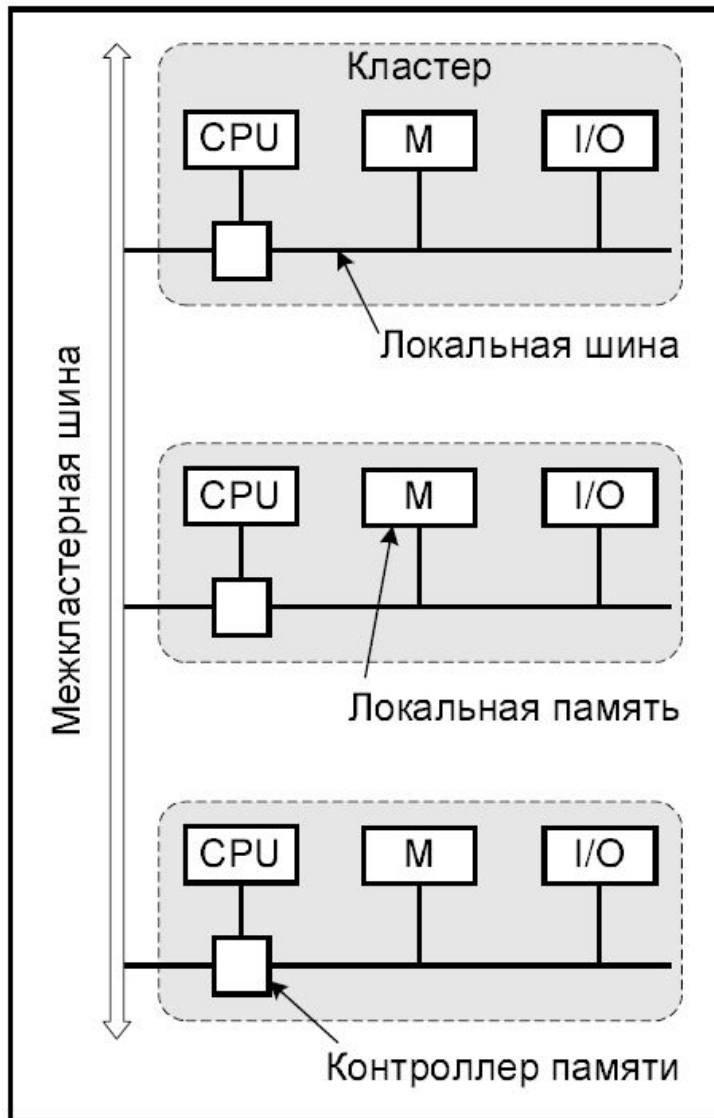 Кластер
CPU M I/O
Локальная шина
Межкластерная шина
CPU M I/O
Локальная память
CPU M I/O
Контроллер памяти